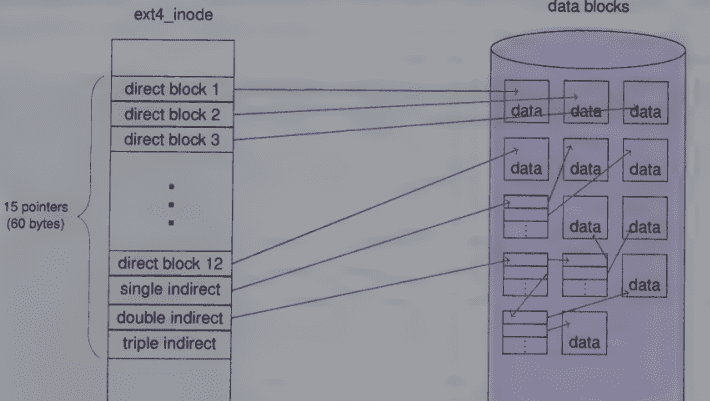 ext4_inode
data blocks
direct block 1
direct block 2
direct block 3
15 pointers
(60 bytes)
direct block 12
single indirect
double indirect
triple indirect
data
data
data
data
data
data
data
data
data
data